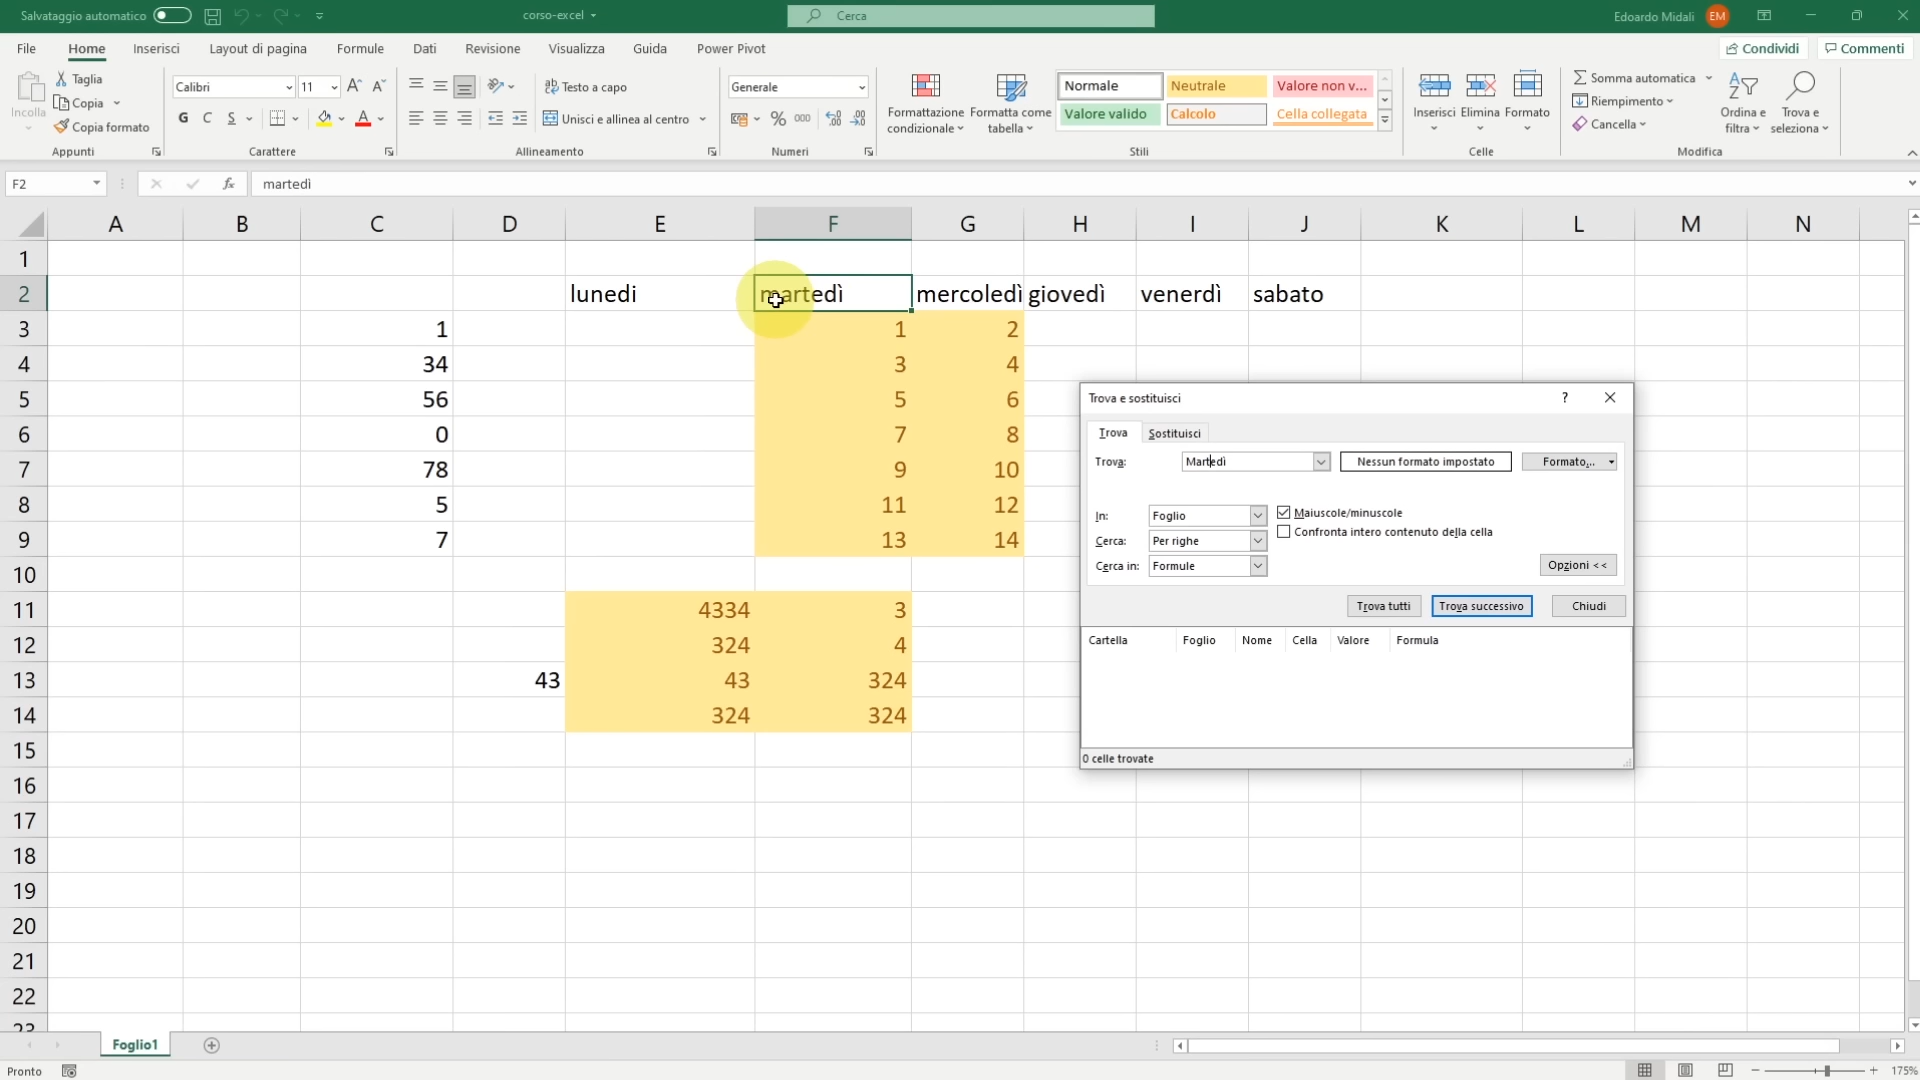 Salvataggio automatico
corso-excel
Cerca
Edoardo Midali EM
File Home Inserisci Layout di pagina Formule Dati Revisione Visualizza Guida Power Pivot Condividi Commenti
Incolla
Taglia
Copia
Copia formato
Appunti
Calibri 11
G C S
Carattere
Testo a capo
Unisci e allinea al centro
Allineamento
Generale
% 000
Numeri
Formattazione condizionale
Formatta come tabella
Normale Neutrale Valore non v...
Valore valido Calcolo Cella collegata
Stili
Inserisci Elimina Formato
Celle
Somma automatica
Riempimento
Cancella
Ordina e filtra
Trova e seleziona
Modifica
F2 fx martedì
A B C D E F G H I J K L M N
1
2 lunedi martedì mercoledì giovedì venerdì sabato
3 1 1 2
4 34 3 4
5 56 5 6
6 0 7 8
7 78 9 10
8 5 11 12
9 7 13 14
10
11 4334 3
12 324 4
13 43 43 324
14 324 324
15
16
17
18
19
20
21
22
23
Trova e sostituisci ?
Trova Sostituisci
Trova: Martedì Nessun formato impostato Formato...
In: Foglio Maiuscole/minuscole
Cerca: Per righe Confronta intero contenuto della cella
Cerca in: Formule Opzioni <<
Trova tutti Trova successivo Chiudi
Cartella Foglio Nome Cella Valore Formula
0 celle trovate
Foglio1
Pronto 175%